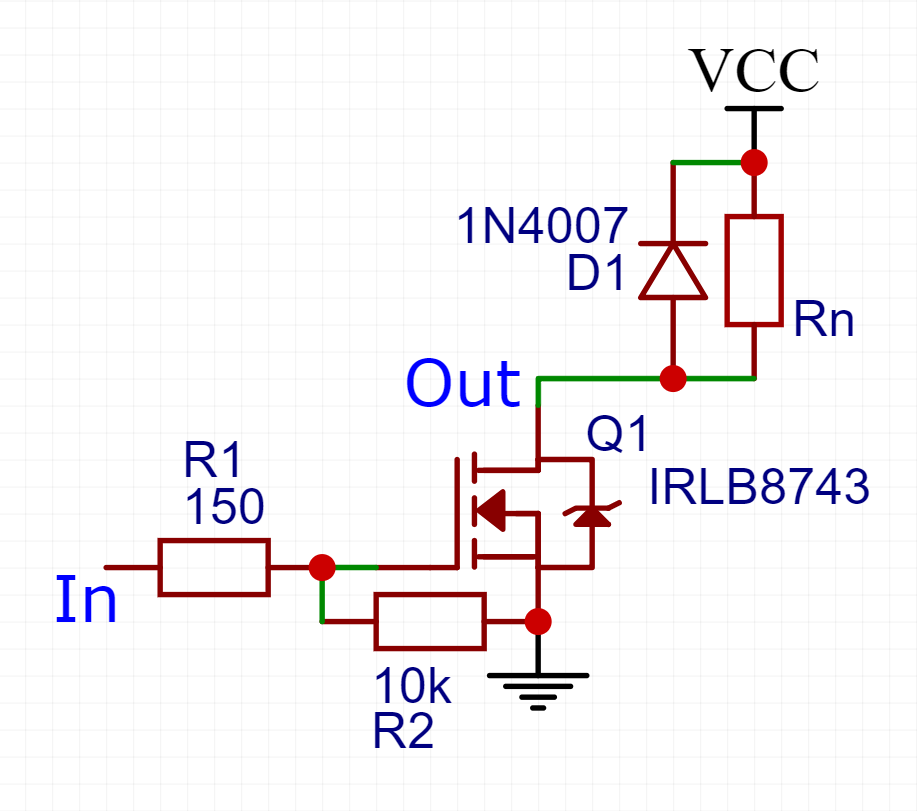 VCC
1N4007
D1
Rn
Out
Q1
IRLB8743
R1
150
In
10k
R2